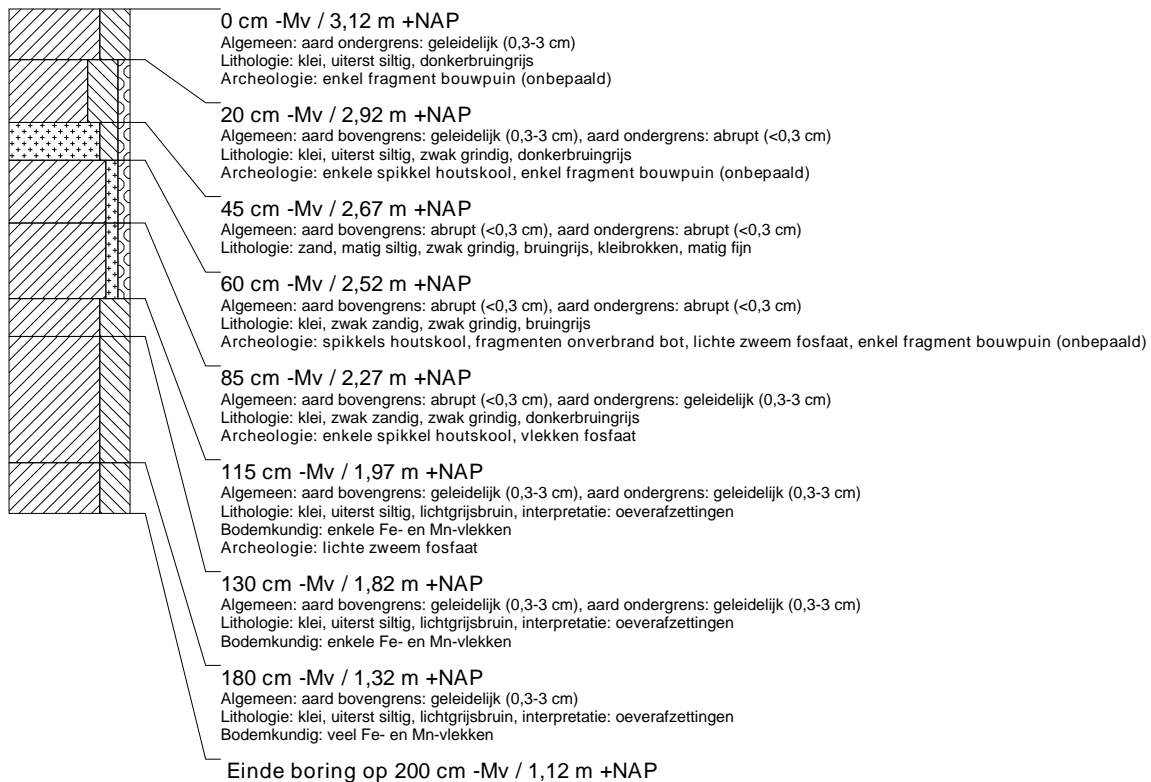 0 cm -Mv / 3,12 m +NAP
Algemeen: aard ondergrens: geleidelijk (0,3-3 cm)
Lithologie: klei, uiterst siltig, donkerbruingrijs
Archeologie: enkel fragment bouwpuin (onbepaald)
20 cm -Mv / 2,92 m +NAP
Algemeen: aard bovengrens: geleidelijk (0,3-3 cm), aard ondergrens: abrupt (<0,3 cm)
Lithologie: klei, uiterst siltig, zwak grindig, donkerbruingrijs
Archeologie: enkele spikkel houtskool, enkel fragment bouwpuin (onbepaald)
45 cm -Mv / 2,67 m +NAP
Algemeen: aard bovengrens: abrupt (<0,3 cm), aard ondergrens: abrupt (<0,3 cm)
Lithologie: zand, matig siltig, zwak grindig, bruingrijs, kleibrokken, matig fijn
60 cm -Mv / 2,52 m +NAP
Algemeen: aard bovengrens: abrupt (<0,3 cm), aard ondergrens: abrupt (<0,3 cm)
Lithologie: klei, zwak zandig, zwak grindig, bruingrijs
Archeologie: spikkels houtskool, fragmenten onverbrand bot, lichte zweem fosfaat, enkel fragment bouwpuin (onbepaald)
85 cm -Mv / 2,27 m +NAP
Algemeen: aard bovengrens: abrupt (<0,3 cm), aard ondergrens: geleidelijk (0,3-3 cm)
Lithologie: klei, zwak zandig, zwak grindig, donkerbruingrijs
Archeologie: enkele spikkel houtskool, vlekken fosfaat
115 cm -Mv / 1,97 m +NAP
Algemeen: aard bovengrens: geleidelijk (0,3-3 cm), aard ondergrens: geleidelijk (0,3-3 cm)
Lithologie: klei, uiterst siltig, lichtgrijsbruin, interpretatie: oeverafzettingen
Bodemkundig: enkele Fe- en Mn-vlekken
Archeologie: lichte zweem fosfaat
130 cm -Mv / 1,82 m +NAP
Algemeen: aard bovengrens: geleidelijk (0,3-3 cm), aard ondergrens: geleidelijk (0,3-3 cm)
Lithologie: klei, uiterst siltig, lichtgrijsbruin, interpretatie: oeverafzettingen
Bodemkundig: enkele Fe- en Mn-vlekken
180 cm -Mv / 1,32 m +NAP
Algemeen: aard bovengrens: geleidelijk (0,3-3 cm)
Lithologie: klei, uiterst siltig, lichtgrijsbruin, interpretatie: oeverafzettingen
Bodemkundig: veel Fe- en Mn-vlekken
Einde boring op 200 cm -Mv / 1,12 m +NAP